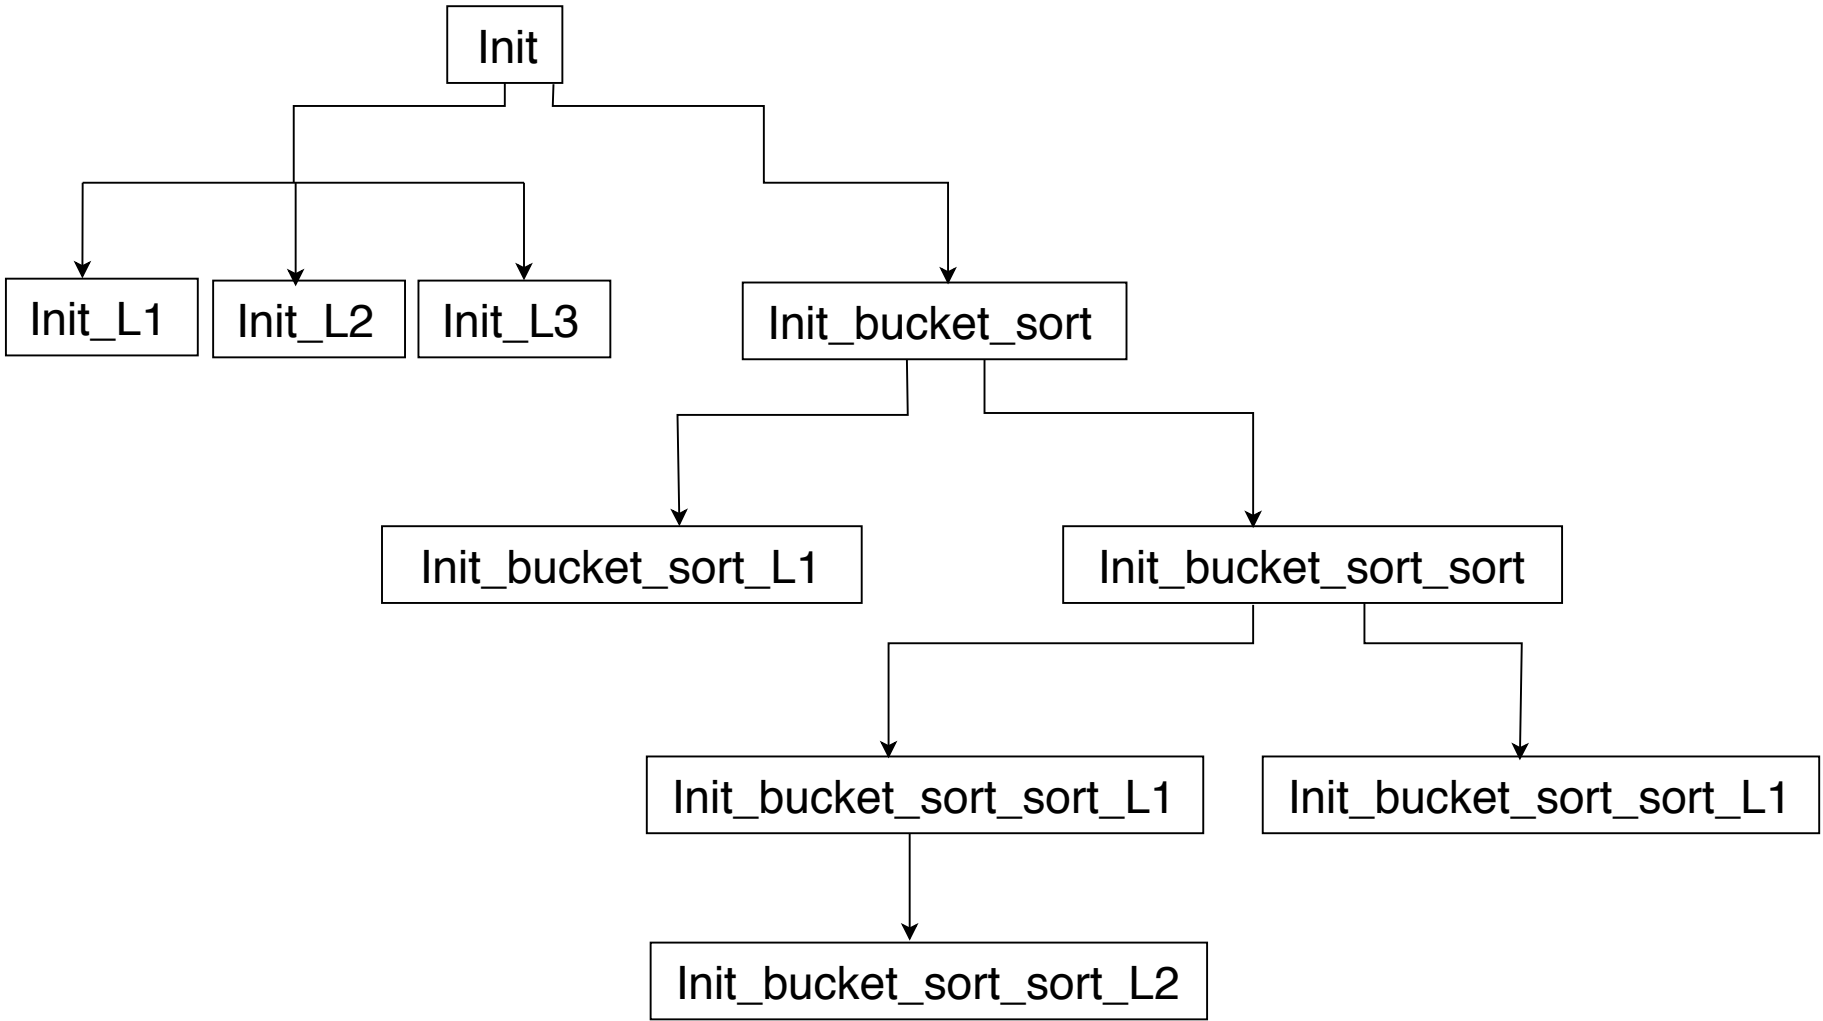 Init
Init_L1
Init_L2
Init_L3
Init_bucket_sort
Init_bucket_sort_L1
Init_bucket_sort_sort
Init_bucket_sort_sort_L1
Init_bucket_sort_sort_L1
Init_bucket_sort_sort_L2